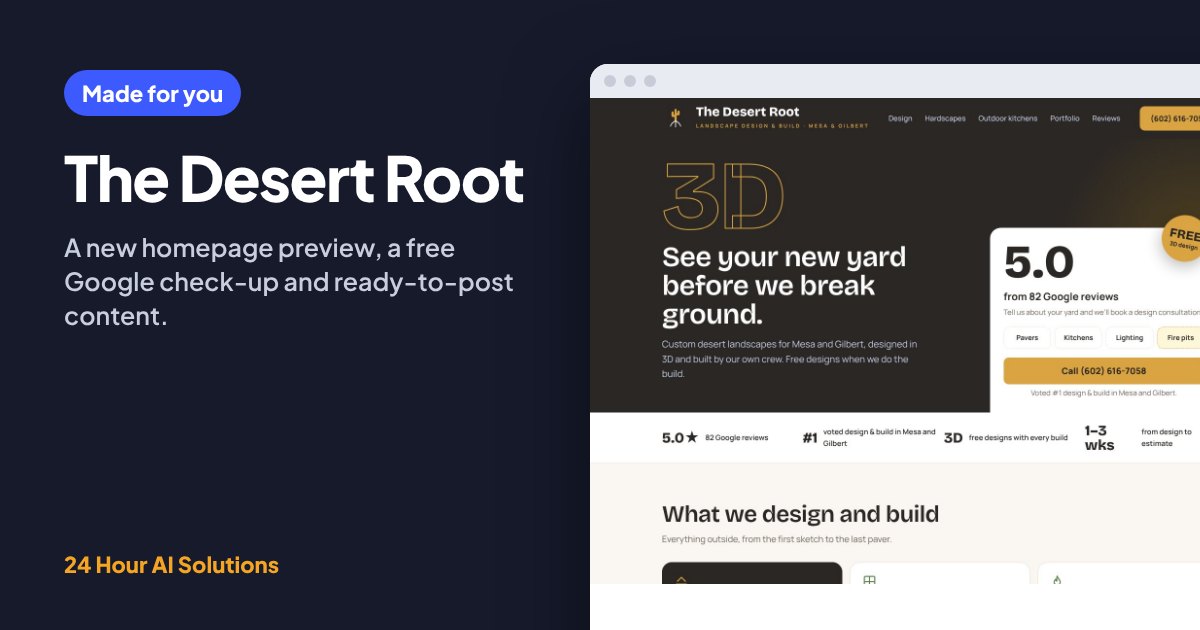 Made for you
The Desert Root
A new homepage preview, a free
Google check-up and ready-to-post
content.
24 Hour AI Solutions
The Desert Root
LANDSCAPE DESIGN & BUILD · MESA & GILBERT
Design Hardscapes Outdoor kitchens Portfolio Reviews
3D
See your new yard
before we break
ground.
Custom desert landscapes for Mesa and Gilbert, designed in
3D and built by our own crew. Free designs when we do the
build.
FREE
3D design
5.0
from 82 Google reviews
Tell us about your yard and we'll book a design consultation
Pavers Kitchens Lighting Fire pits
Call (602) 616-7058
Voted #1 design & build in Mesa and Gilbert.
5.0★ 82 Google reviews
#1 voted design & build in Mesa and
Gilbert
3D free designs with every build
1–3
wks
from design to
estimate
What we design and build
Everything outside, from the first sketch to the last paver.